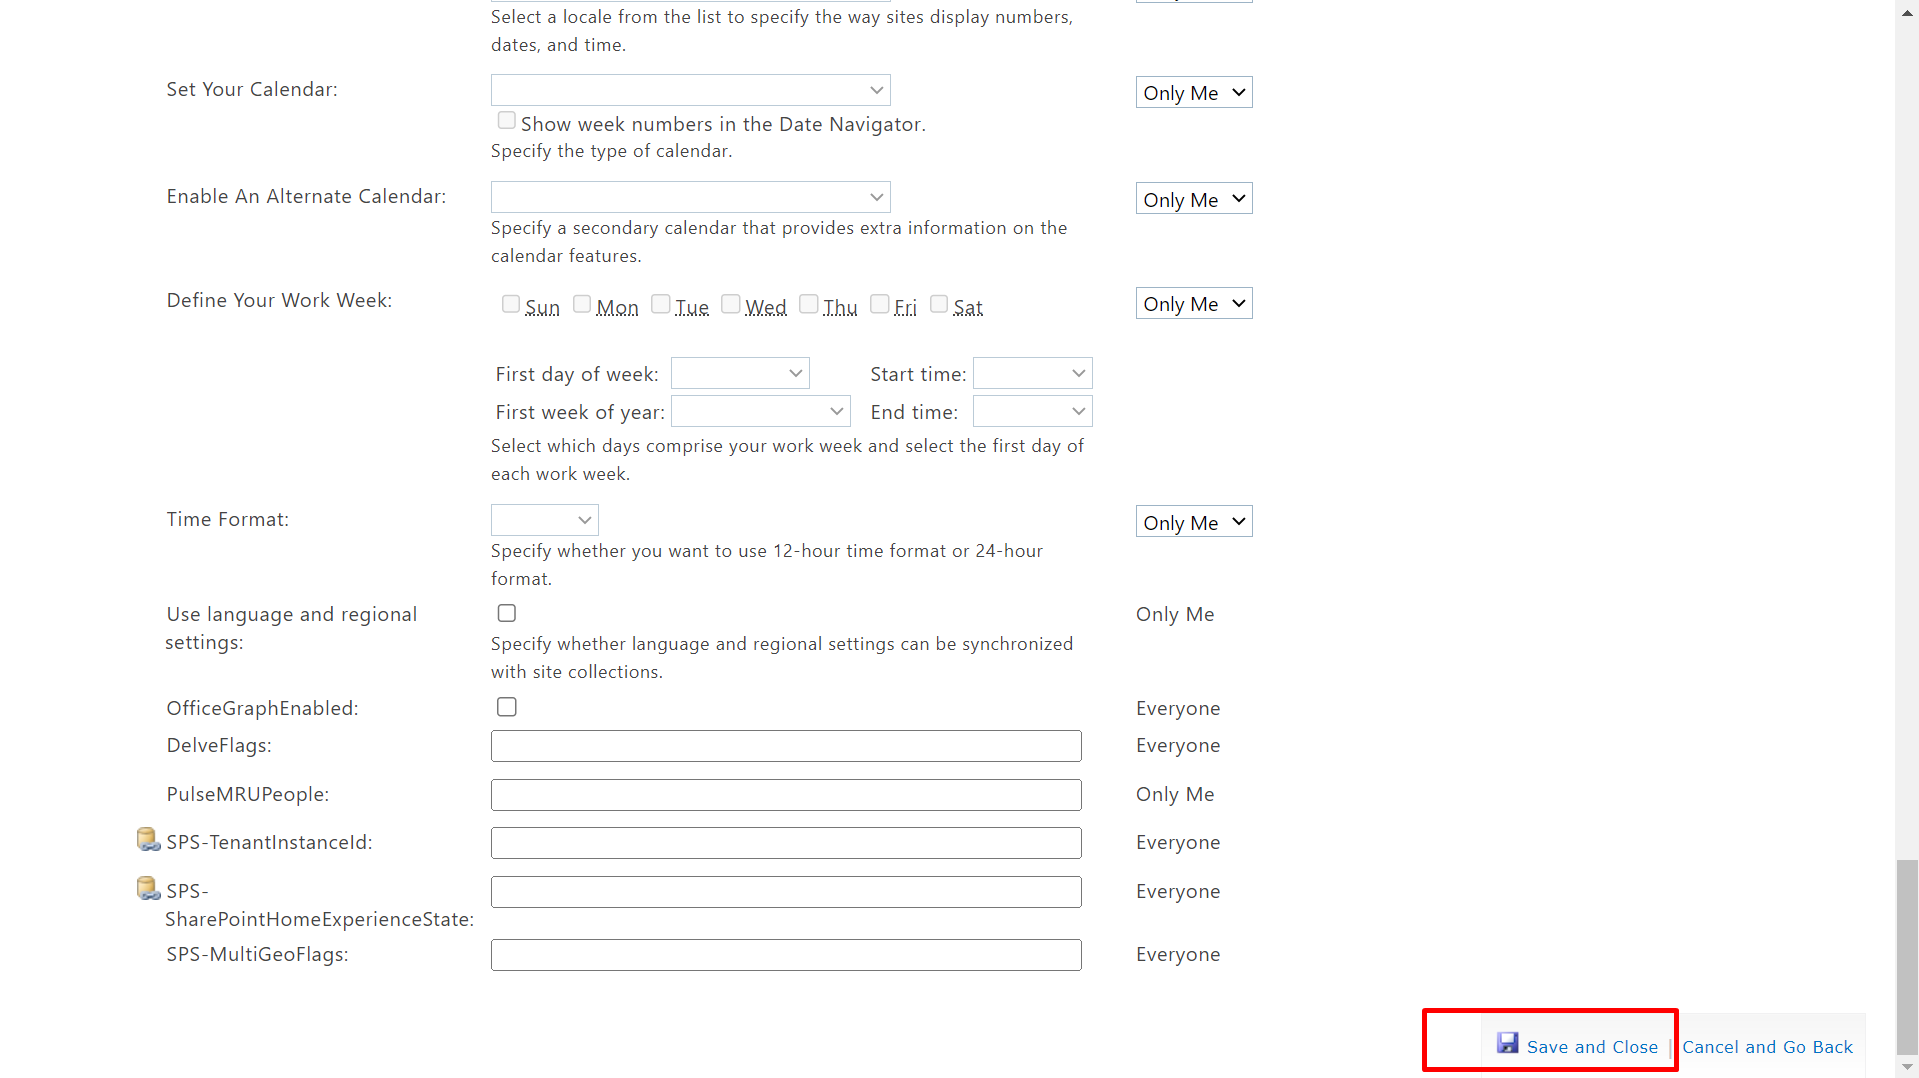 Select a locale from the list to specify the way sites display numbers,
dates, and time.
Set Your Calendar:
Only Me
Show week numbers in the Date Navigator.
Specify the type of calendar.
Enable An Alternate Calendar:
Only Me
Specify a secondary calendar that provides extra information on the
calendar features.
Define Your Work Week:
Sun Mon Tue Wed Thu Fri Sat
Only Me
First day of week:
Start time:
First week of year:
End time:
Select which days comprise your work week and select the first day of
each work week.
Time Format:
Only Me
Specify whether you want to use 12-hour time format or 24-hour
format.
Use language and regional
settings:
Only Me
Specify whether language and regional settings can be synchronized
with site collections.
OfficeGraphEnabled:
Everyone
DelveFlags:
Everyone
PulseMRUPeople:
Only Me
SPS-TenantInstanceId:
Everyone
SPS-
SharePointHomeExperienceState:
Everyone
SPS-MultiGeoFlags:
Everyone
Save and Close | Cancel and Go Back